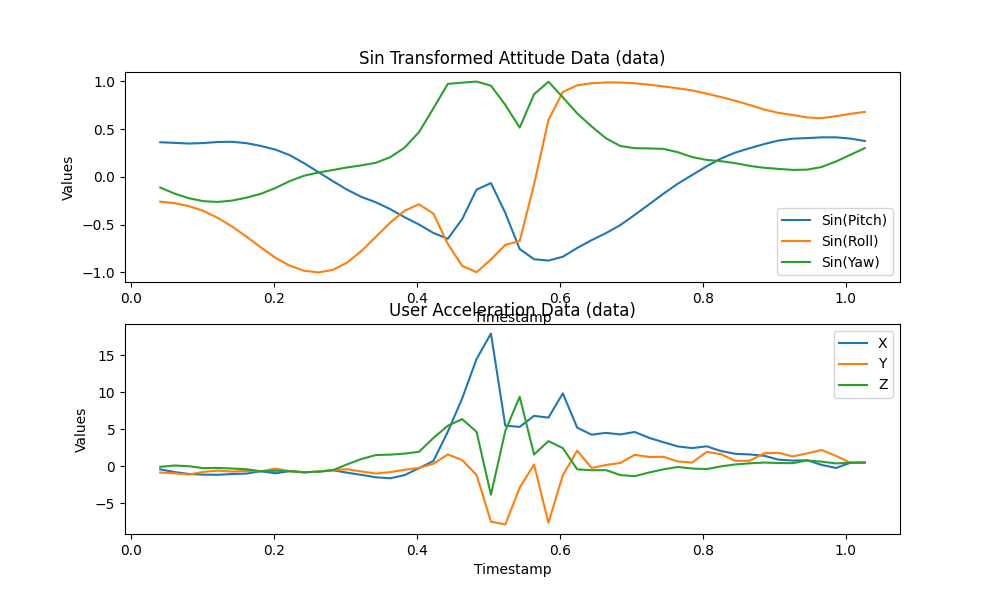 Sin Transformed Attitude Data (data)
1.0
0.5
0.0
−0.5
−1.0
Values
Sin(Pitch)
Sin(Roll)
Sin(Yaw)
0.0 0.2 0.4 0.6 0.8 1.0
Timestamp
User Acceleration Data (data)
15
10
5
0
−5
Values
X
Y
Z
0.0 0.2 0.4 0.6 0.8 1.0
Timestamp